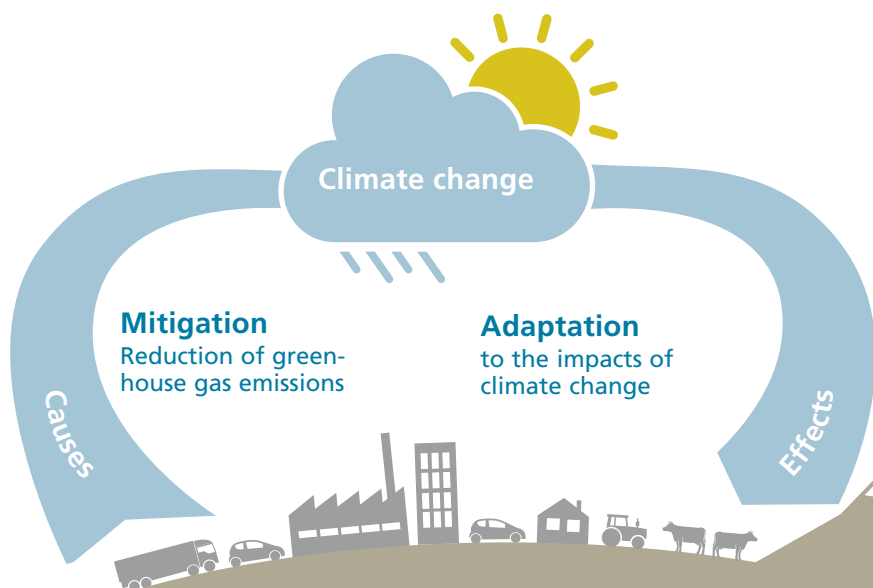 Climate change
Mitigation
Reduction of green-
house gas emissions
Adaptation
to the impacts of
climate change
Causes
Effects